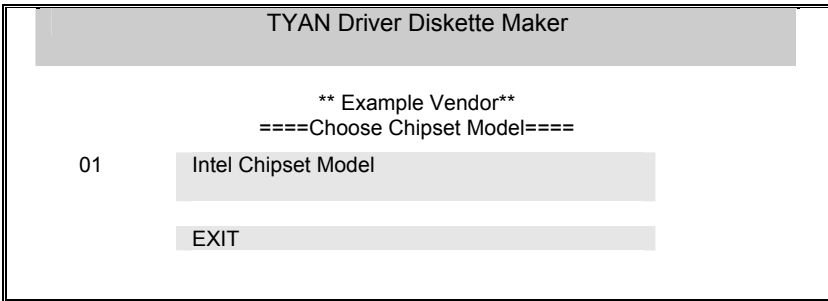 TYAN Driver Diskette Maker
** Example Vendor**
====Choose Chipset Model====
01 Intel Chipset Model
EXIT